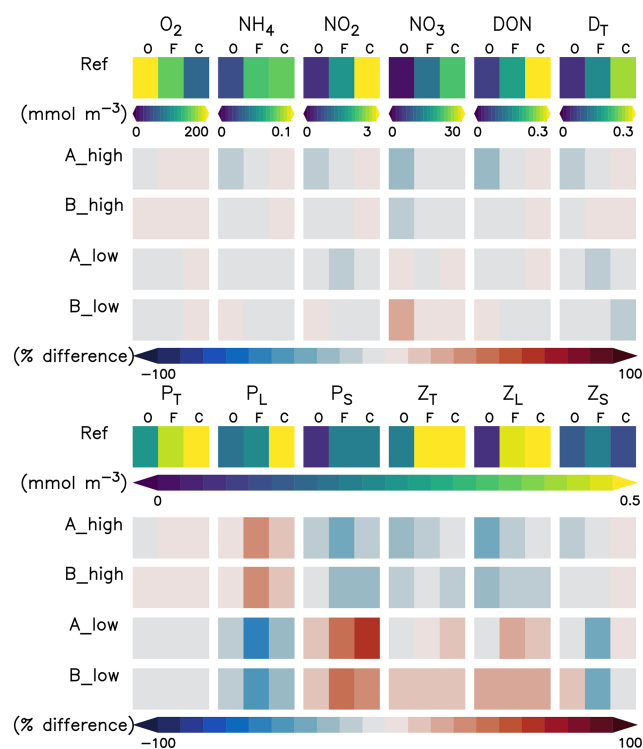 O2 NH4 NO2 NO3 DON DT
O F C O F C O F C O F C O F C O F C
Ref
(mmol m−3)
0 200 0 0.1 0 3 0 30 0 0.3 0 0.3
A_high
B_high
A_low
B_low
(% difference)
−100 100
PT PL PS ZT ZL ZS
O F C O F C O F C O F C O F C O F C
Ref
(mmol m−3)
0 0.5
A_high
B_high
A_low
B_low
(% difference)
−100 100